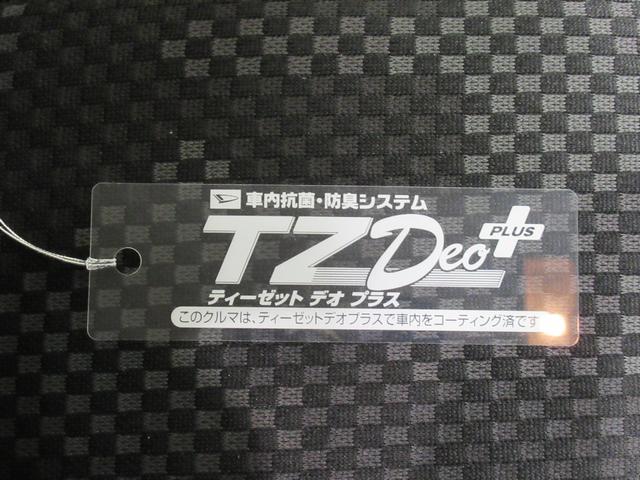 車内抗菌・防臭システム
TZ Deo PLUS
ティーゼット デオ プラス
このクルマは、ティーゼットデオプラスで車内をコーティング済です